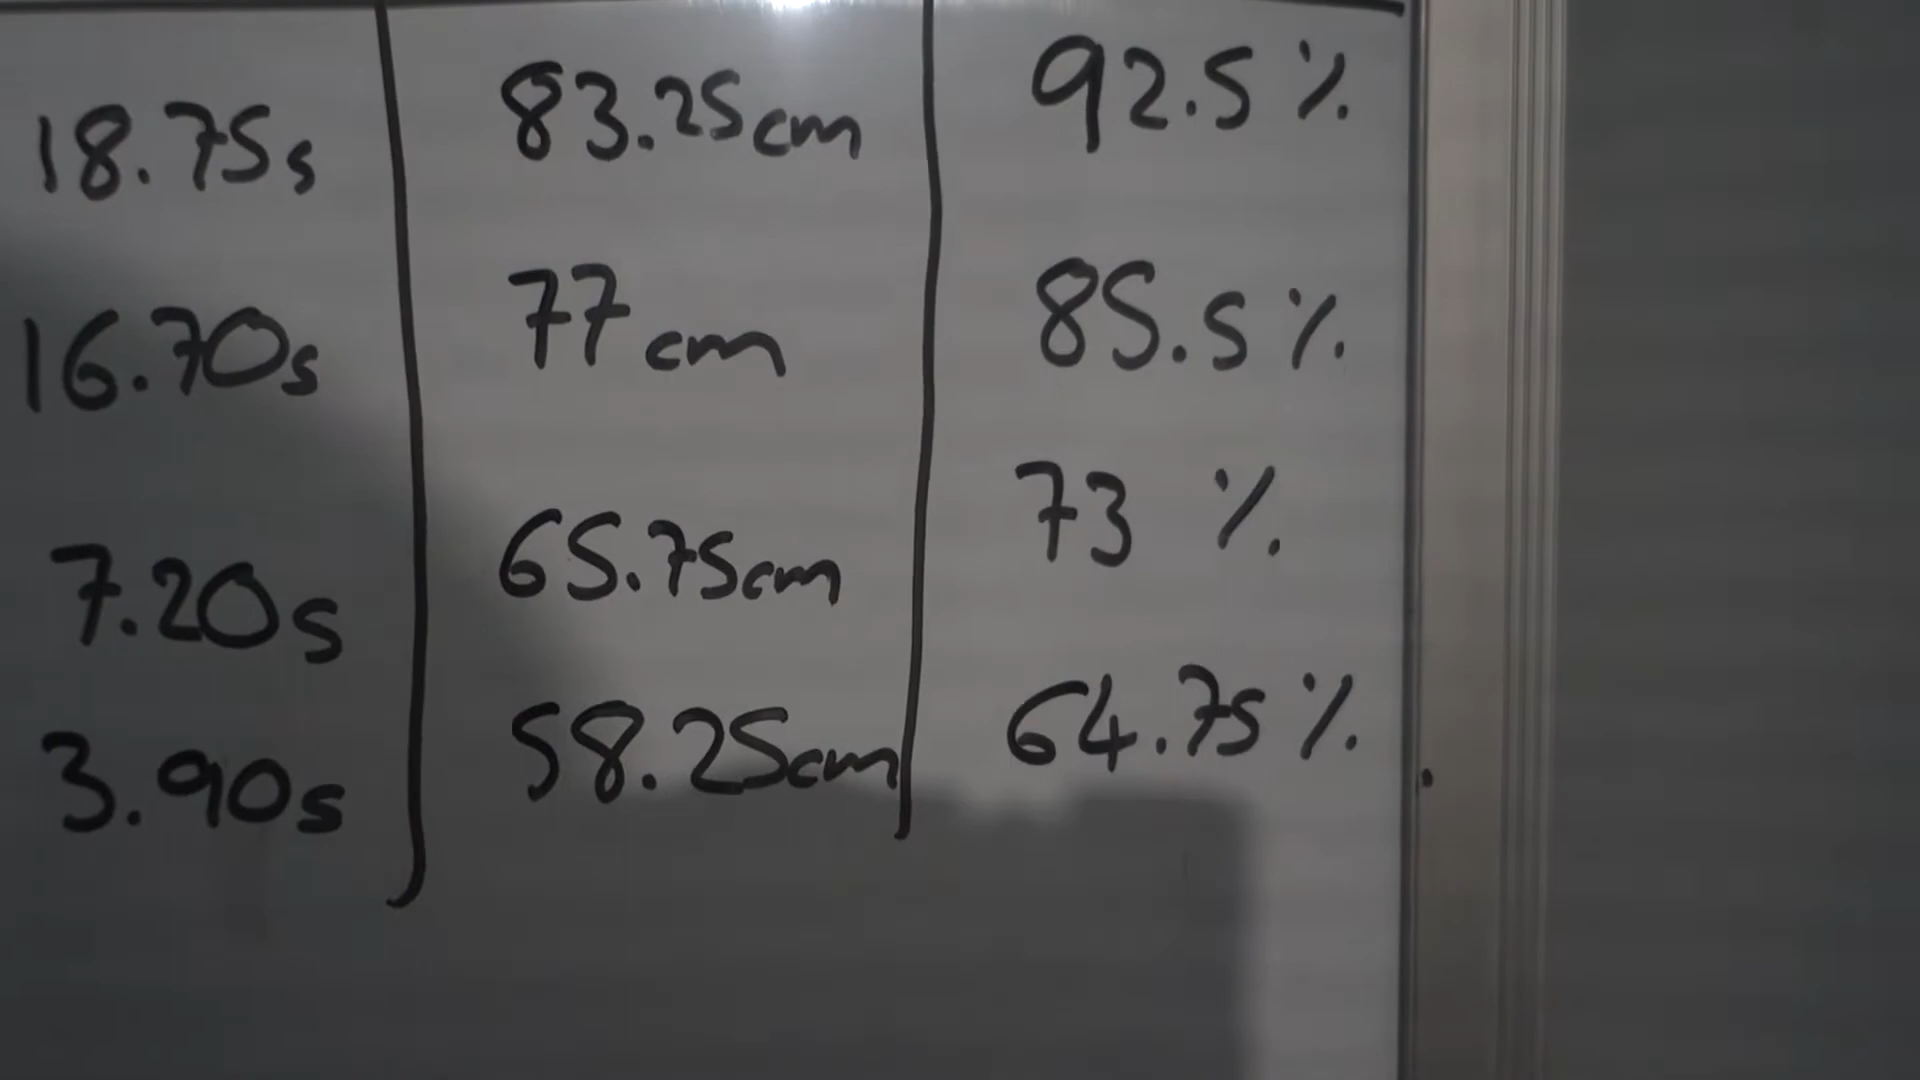 18.75s 83.25cm 92.5%
16.70s 77cm 85.5%
7.20s 65.75cm 73%
3.90s 58.25cm 64.75%